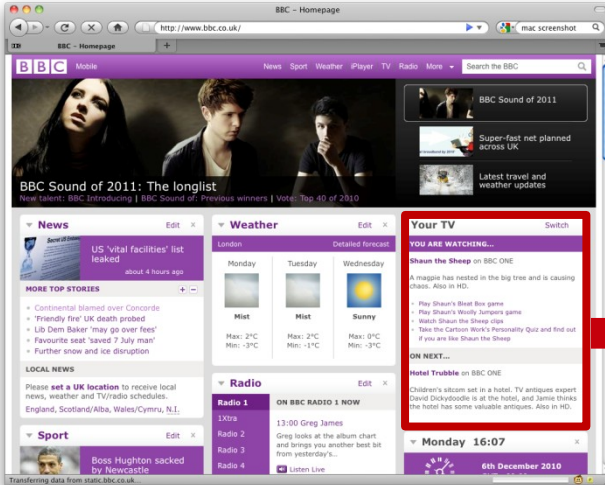 BBC – Homepage
http://www.bbc.co.uk/
mac screenshot
BBC – Homepage
+
BBC
Mobile
News Sport Weather iPlayer TV Radio More
Search the BBC
BBC Sound of 2011
Super-fast net planned
across UK
Latest travel and
weather updates
BBC Sound of 2011: The longlist
New talent: BBC Introducing | BBC Sound of: Previous winners | Vote: Top 40 of 2010
News Edit x
US 'vital facilities' list
leaked
about 4 hours ago
MORE TOP STORIES + −
Continental blamed over Concorde
'Friendly fire' UK death probed
Lib Dem Baker 'may go over fees'
Favourite seat 'saved 7 July man'
Further snow and ice disruption
LOCAL NEWS
Please set a UK location to receive local
news, weather and TV/radio schedules.
England, Scotland/Alba, Wales/Cymru, N.I.
Sport Edit x
Boss Hughton sacked
by Newcastle
Weather Edit x
London Detailed forecast
Monday Tuesday Wednesday
Mist Mist Sunny
Max: 2°C Max: 2°C Max: 0°C
Min: -3°C Min: -1°C Min: -3°C
Radio Edit x
Radio 1
1Xtra
Radio 2
Radio 3
Radio 4
ON BBC RADIO 1 NOW
13:00 Greg James
Greg looks at the album chart
and brings you another best bit
from yesterday's...
Listen Live
Your TV Switch
YOU ARE WATCHING...
Shaun the Sheep on BBC ONE
A magpie has nested in the big tree and is causing
chaos. Also in HD.
Play Shaun's Bleat Box game
Play Shaun's Woolly Jumpers game
Watch Shaun the Sheep clips
Take the Cartoon Work's Personality Quiz and find out
if you are like Shaun the Sheep
ON NEXT...
Hotel Trubble on BBC ONE
Children's sitcom set in a hotel. TV antiques expert
David Dickydoodle is at the hotel, and Jamie thinks
the hotel has some valuable antiques. Also in HD.
Monday 16:07 x
6th December 2010
Transferring data from static.bbc.co.uk...